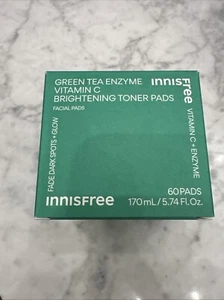 GREEN TEA ENZYME
VITAMIN C
BRIGHTENING TONER PADS
FACIAL PADS
innisfree
VITAMIN C + ENZYME
FADE DARK SPOTS + GLOW
60 PADS
170 mL / 5.74 Fl.Oz.
innisfree